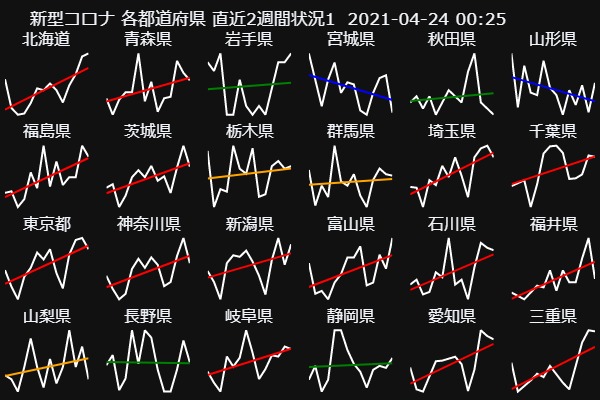 新型コロナ 各都道府県 直近2週間状況1 2021-04-24 00:25
北海道 青森県 岩手県 宮城県 秋田県 山形県
福島県 茨城県 栃木県 群馬県 埼玉県 千葉県
東京都 神奈川県 新潟県 富山県 石川県 福井県
山梨県 長野県 岐阜県 静岡県 愛知県 三重県